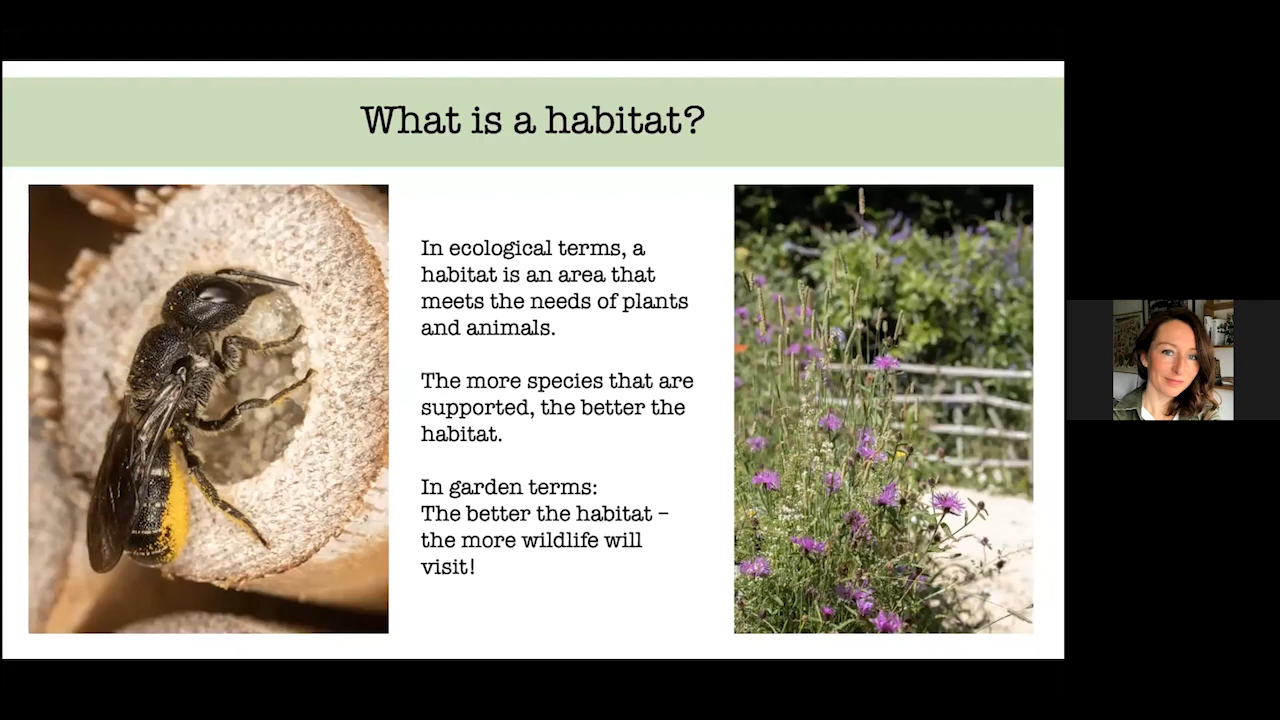 What is a habitat?
In ecological terms, a
habitat is an area that
meets the needs of plants
and animals.
The more species that are
supported, the better the
habitat.
In garden terms:
The better the habitat –
the more wildlife will
visit!